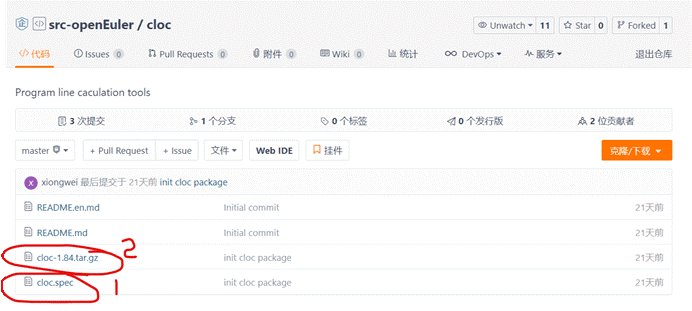 src-openEuler / cloc
Unwatch 11 Star 0 Forked 1
代码 Issues 0 Pull Requests 0 附件 0 Wiki 0 统计 DevOps 服务 退出仓库
Program line caculation tools
3 次提交 1 个分支 0 个标签 0 个发行版 2 位贡献者
master + Pull Request + Issue 文件 Web IDE 挂件 克隆/下载
X xiongwei 最后提交于 21天前 init cloc package
README.en.md Initial commit 21天前
README.md Initial commit 21天前
cloc-1.84.tar.gz 2 init cloc package 21天前
cloc.spec 1 init cloc package 21天前